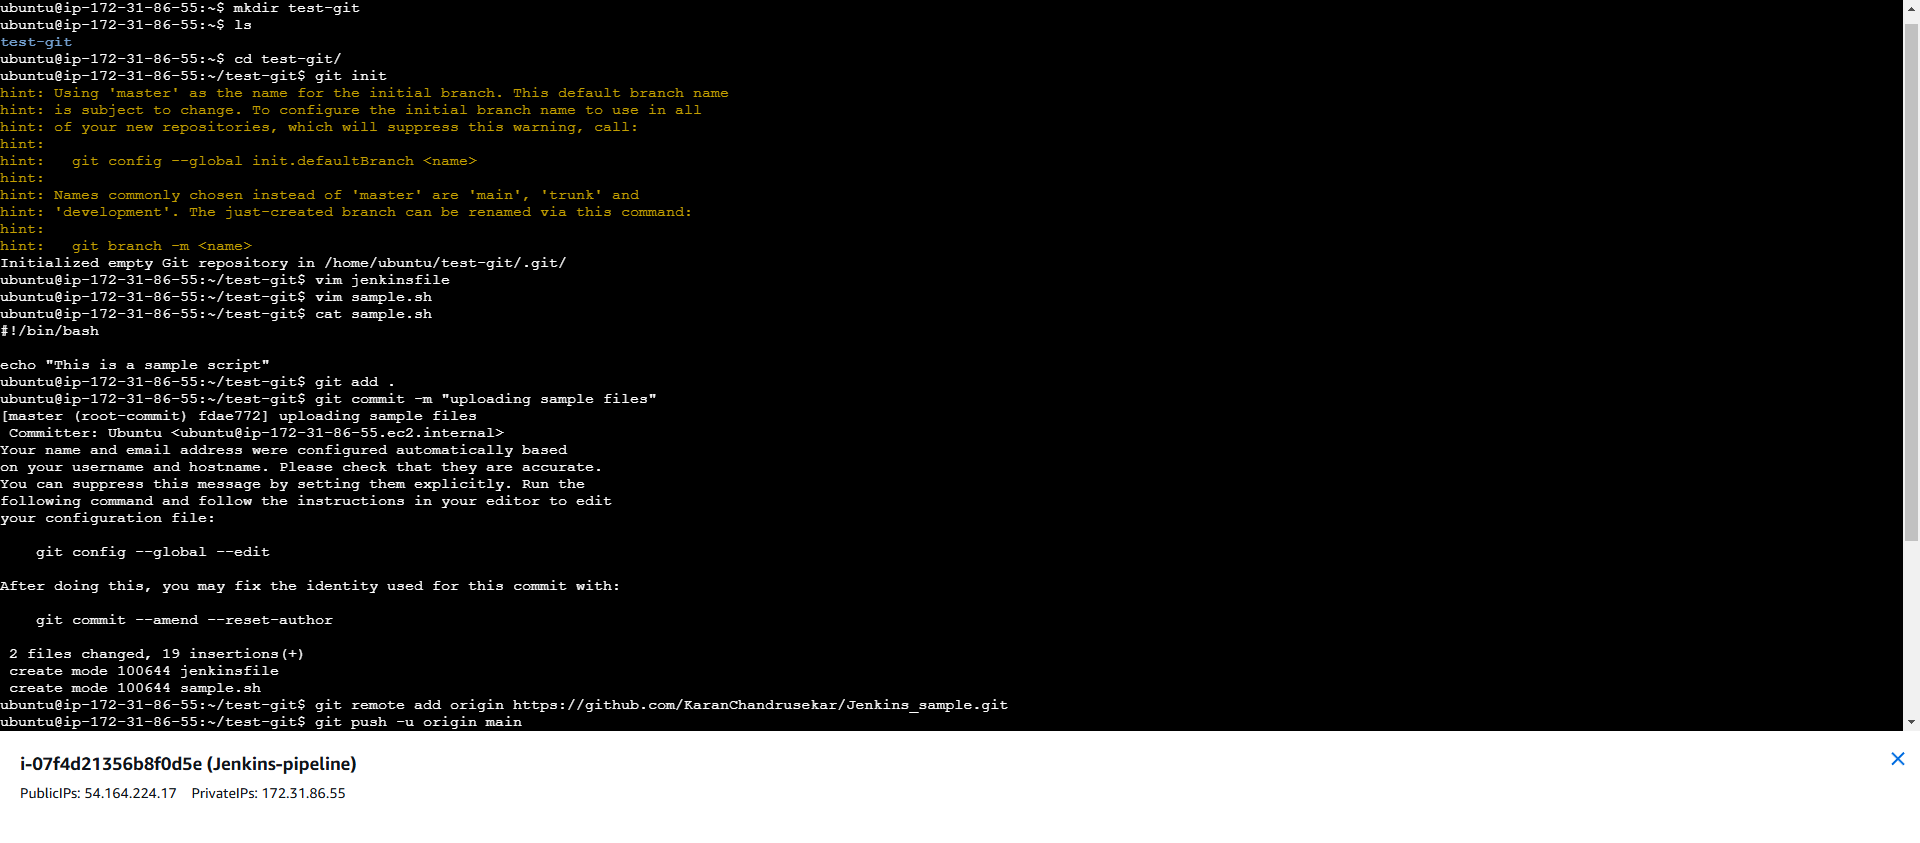 ubuntu@ip-172-31-86-55:~$ mkdir test-git
ubuntu@ip-172-31-86-55:~$ ls
test-git
ubuntu@ip-172-31-86-55:~$ cd test-git/
ubuntu@ip-172-31-86-55:~/test-git$ git init
hint: Using 'master' as the name for the initial branch. This default branch name
hint: is subject to change. To configure the initial branch name to use in all
hint: of your new repositories, which will suppress this warning, call:
hint:
hint:   git config --global init.defaultBranch <name>
hint:
hint: Names commonly chosen instead of 'master' are 'main', 'trunk' and
hint: 'development'. The just-created branch can be renamed via this command:
hint:
hint:   git branch -m <name>
Initialized empty Git repository in /home/ubuntu/test-git/.git/
ubuntu@ip-172-31-86-55:~/test-git$ vim jenkinsfile
ubuntu@ip-172-31-86-55:~/test-git$ vim sample.sh
ubuntu@ip-172-31-86-55:~/test-git$ cat sample.sh
#!/bin/bash

echo "This is a sample script"
ubuntu@ip-172-31-86-55:~/test-git$ git add .
ubuntu@ip-172-31-86-55:~/test-git$ git commit -m "uploading sample files"
[master (root-commit) fdae772] uploading sample files
 Committer: Ubuntu <ubuntu@ip-172-31-86-55.ec2.internal>
Your name and email address were configured automatically based
on your username and hostname. Please check that they are accurate.
You can suppress this message by setting them explicitly. Run the
following command and follow the instructions in your editor to edit
your configuration file:

    git config --global --edit

After doing this, you may fix the identity used for this commit with:

    git commit --amend --reset-author

 2 files changed, 19 insertions(+)
 create mode 100644 jenkinsfile
 create mode 100644 sample.sh
ubuntu@ip-172-31-86-55:~/test-git$ git remote add origin https://github.com/KaranChandrusekar/Jenkins_sample.git
ubuntu@ip-172-31-86-55:~/test-git$ git push -u origin main
i-07f4d21356b8f0d5e (Jenkins-pipeline)
PublicIPs: 54.164.224.17    PrivateIPs: 172.31.86.55